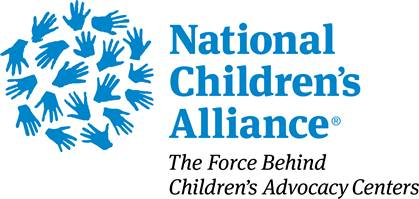 National
Children's
Alliance®
The Force Behind
Children's Advocacy Centers